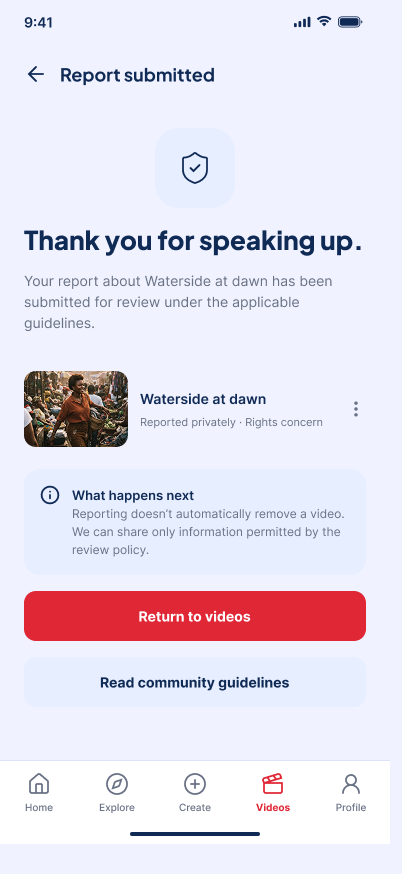 9:41
Report submitted
Thank you for speaking up.
Your report about Waterside at dawn has been
submitted for review under the applicable
guidelines.
Waterside at dawn
Reported privately · Rights concern
What happens next
Reporting doesn’t automatically remove a video.
We can share only information permitted by the
review policy.
Return to videos
Read community guidelines
Home
Explore
Create
Videos
Profile